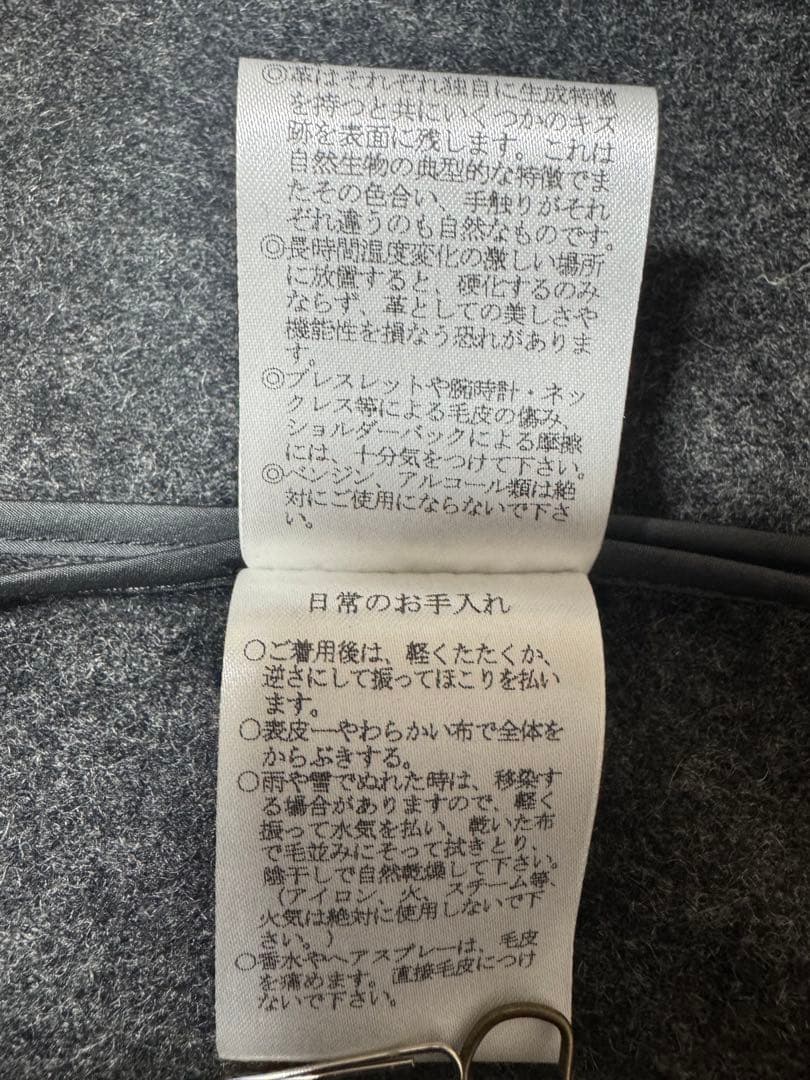 ◎革はそれぞれ独自に生成特徴
を持つと共にいくつかのキズ
跡を表面に残します。これは
自然生物の典型的な特徴でま
たその色合い、手触りがそれ
ぞれ違うのも自然なものです。
◎長時間温度変化の激しい場所
に放置すると、硬化するのみ
ならず、革としての美しさや
機能性を損なう恐れがありま
す。
◎ブレスレットや腕時計・ネッ
クレス等による毛皮の傷み、
ショルダーバックによる摩擦
には、十分気をつけて下さい。
◎ベンジン、アルコール類は絶
対にご使用にならないで下さ
い。
日常のお手入れ
○ご着用後は、軽くたたくか、
逆さにして振ってほこりを払い
ます。
○表皮―やわらかい布で全体を
からぶきする。
○雨や雪でぬれた時は、移染す
る場合がありますので、軽く
振って水気を払い、乾いた布
で毛並みにそって拭きとり、
陰干しで自然乾燥して下さい。
（アイロン、火、スチーム等、
火気は絶対に使用しないで下
さい。）
○香水やヘアスプレーは、毛皮
を痛めます。直接毛皮につけ
ないで下さい。